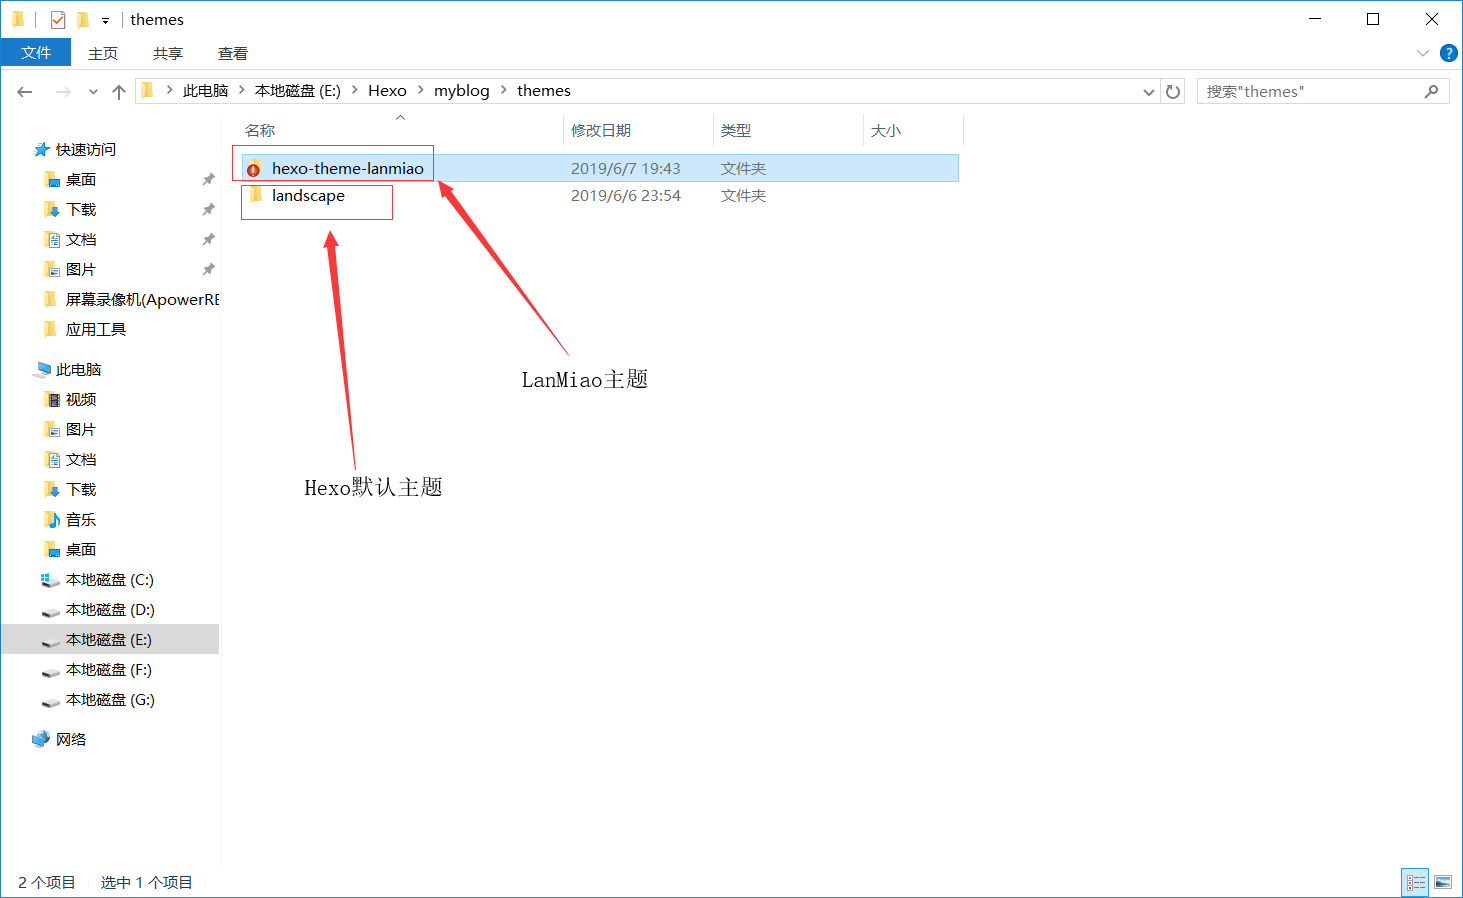 themes
文件 主页 共享 查看
此电脑 本地磁盘 (E:) Hexo myblog themes
搜索"themes"
名称 修改日期 类型 大小
hexo-theme-lanmiao 2019/6/7 19:43 文件夹
landscape 2019/6/6 23:54 文件夹
LanMiao主题
Hexo默认主题
快速访问
桌面
下载
文档
图片
屏幕录像机(ApowerRE
应用工具
此电脑
视频
图片
文档
下载
音乐
桌面
本地磁盘 (C:)
本地磁盘 (D:)
本地磁盘 (E:)
本地磁盘 (F:)
本地磁盘 (G:)
网络
2 个项目 选中 1 个项目